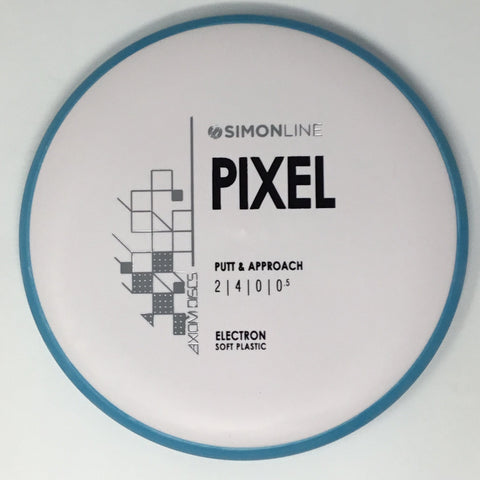 SIMONLINE
PIXEL
PUTT & APPROACH
2 | 4 | 0 | 0.5
ELECTRON
SOFT PLASTIC
AXIOM DISCS